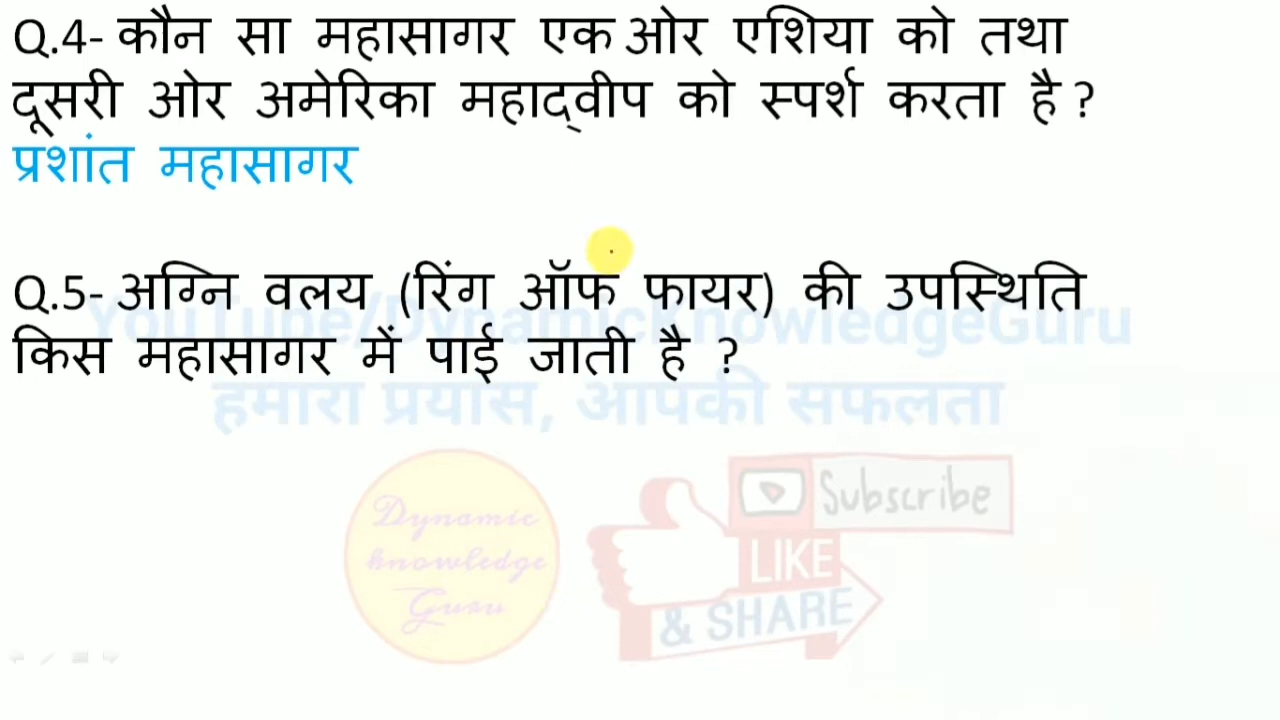 Q.4- कौन सा महासागर एक ओर एशिया को तथा
दूसरी ओर अमेरिका महाद्वीप को स्पर्श करता है ?
प्रशांत महासागर
Q.5- अग्नि वलय (रिंग ऑफ फायर) की उपस्थिति
किस महासागर में पाई जाती है ?
YouTube/DynamicKnowledgeGuru
हमारा प्रयास, आपकी सफलता
Dynamic
knowledge
Guru
Subscribe
LIKE
& SHARE